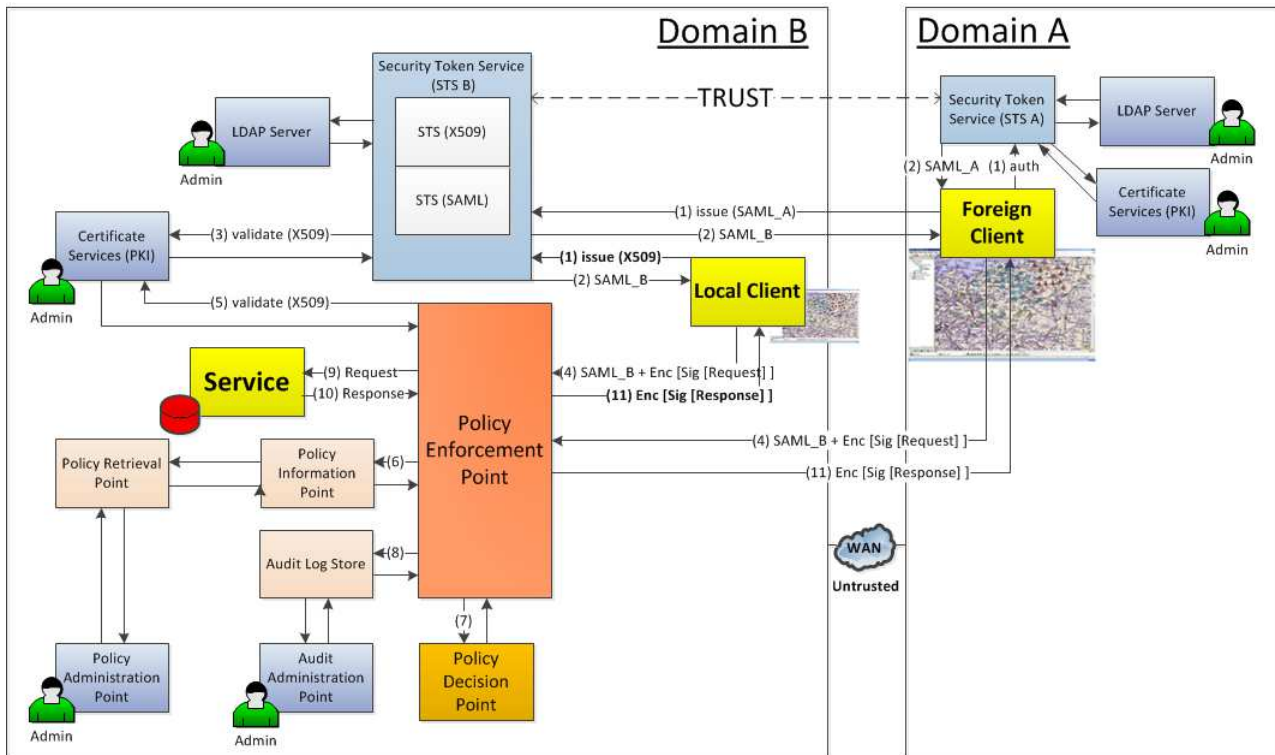 Domain B
Domain A
Security Token Service
(STS B)
STS (X509)
STS (SAML)
TRUST
Security Token
Service (STS A)
LDAP Server
Admin
LDAP Server
Admin
(2) SAML_A
(1) auth
Certificate
Services (PKI)
Admin
Foreign
Client
(1) issue (SAML_A)
(2) SAML_B
Certificate
Services (PKI)
Admin
(3) validate (X509)
(1) issue (X509)
(2) SAML_B
Local Client
(5) validate (X509)
Service
(9) Request
(10) Response
(4) SAML_B + Enc [Sig [Request] ]
(11) Enc [Sig [Response] ]
Policy
Enforcement
Point
(4) SAML_B + Enc [Sig [Request] ]
(11) Enc [Sig [Response] ]
Policy Retrieval
Point
Policy
Information
Point
(6)
Audit Log Store
(8)
WAN
Untrusted
(7)
Policy
Administration
Point
Admin
Audit
Administration
Point
Admin
Policy
Decision
Point